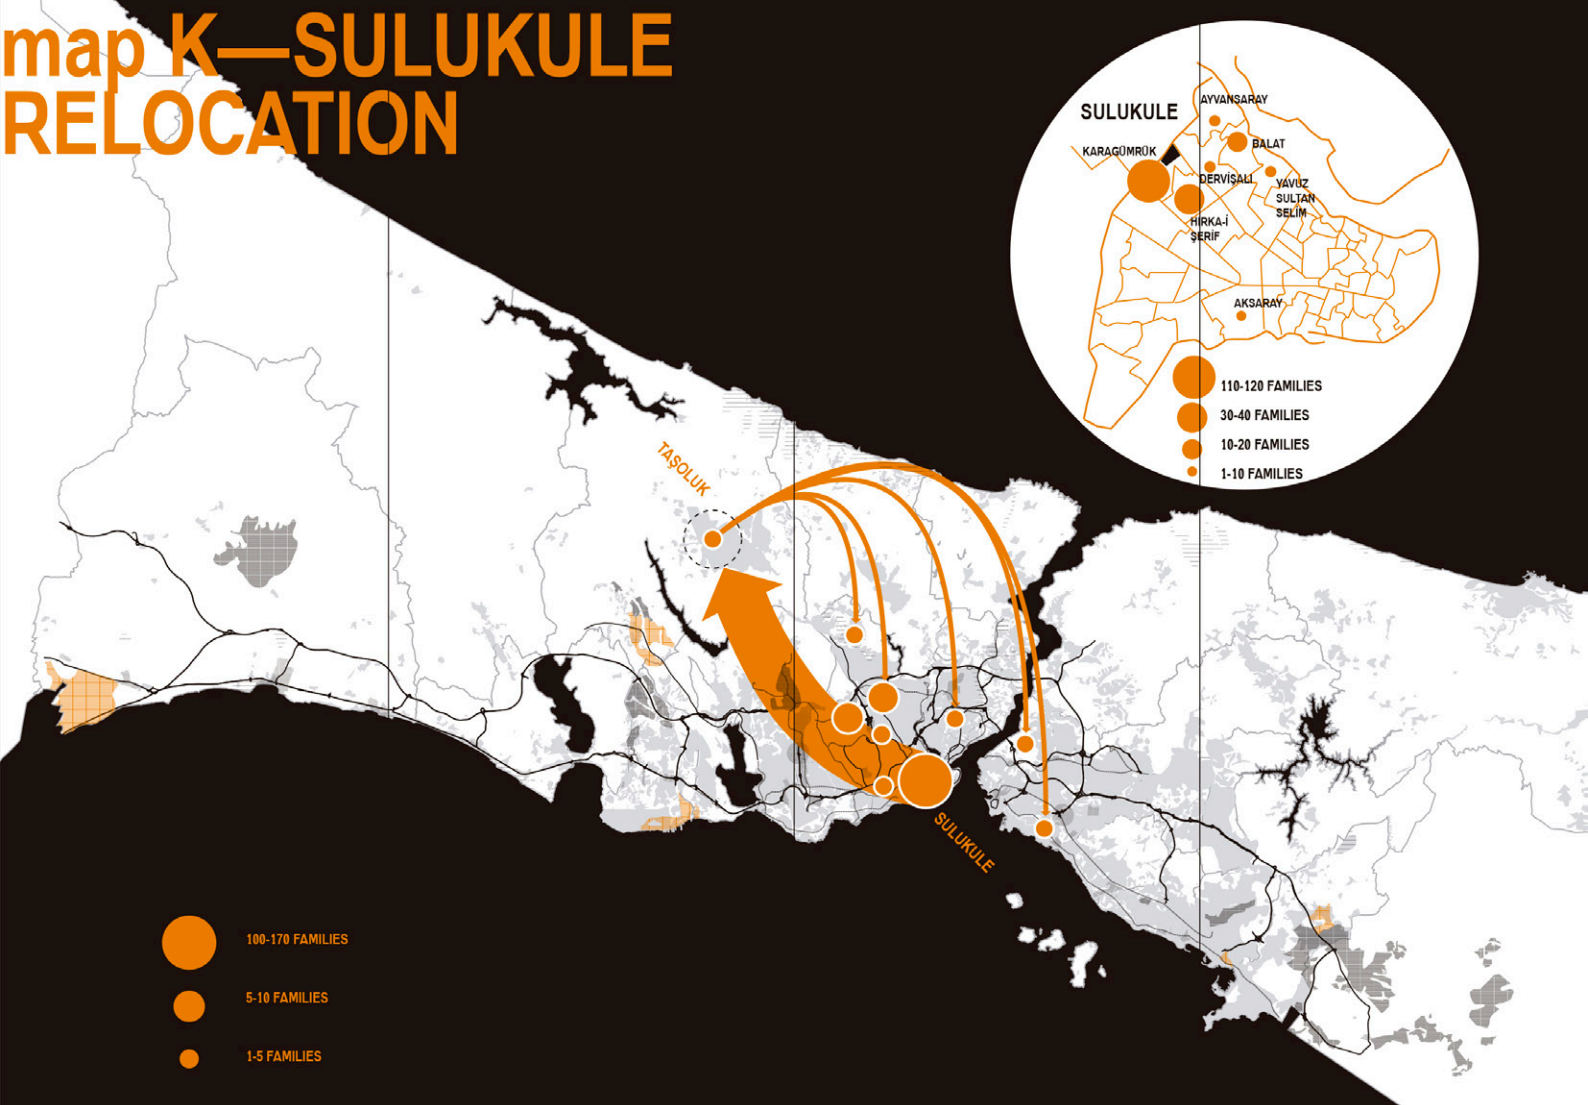 map K—SULUKULE
RELOCATION
SULUKULE
AYVANSARAY
KARAGÜMRÜK
BALAT
DERVİŞALİ
YAVUZ
SULTAN
SELİM
HIRKA-İ
ŞERİF
AKSARAY
110-120 FAMILIES
30-40 FAMILIES
10-20 FAMILIES
1-10 FAMILIES
TAŞOLUK
SULUKULE
100-170 FAMILIES
5-10 FAMILIES
1-5 FAMILIES